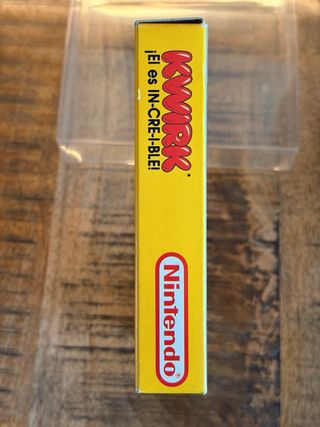 KWIRK*
¡El es IN-CRE-I-BLE!
Nintendo®